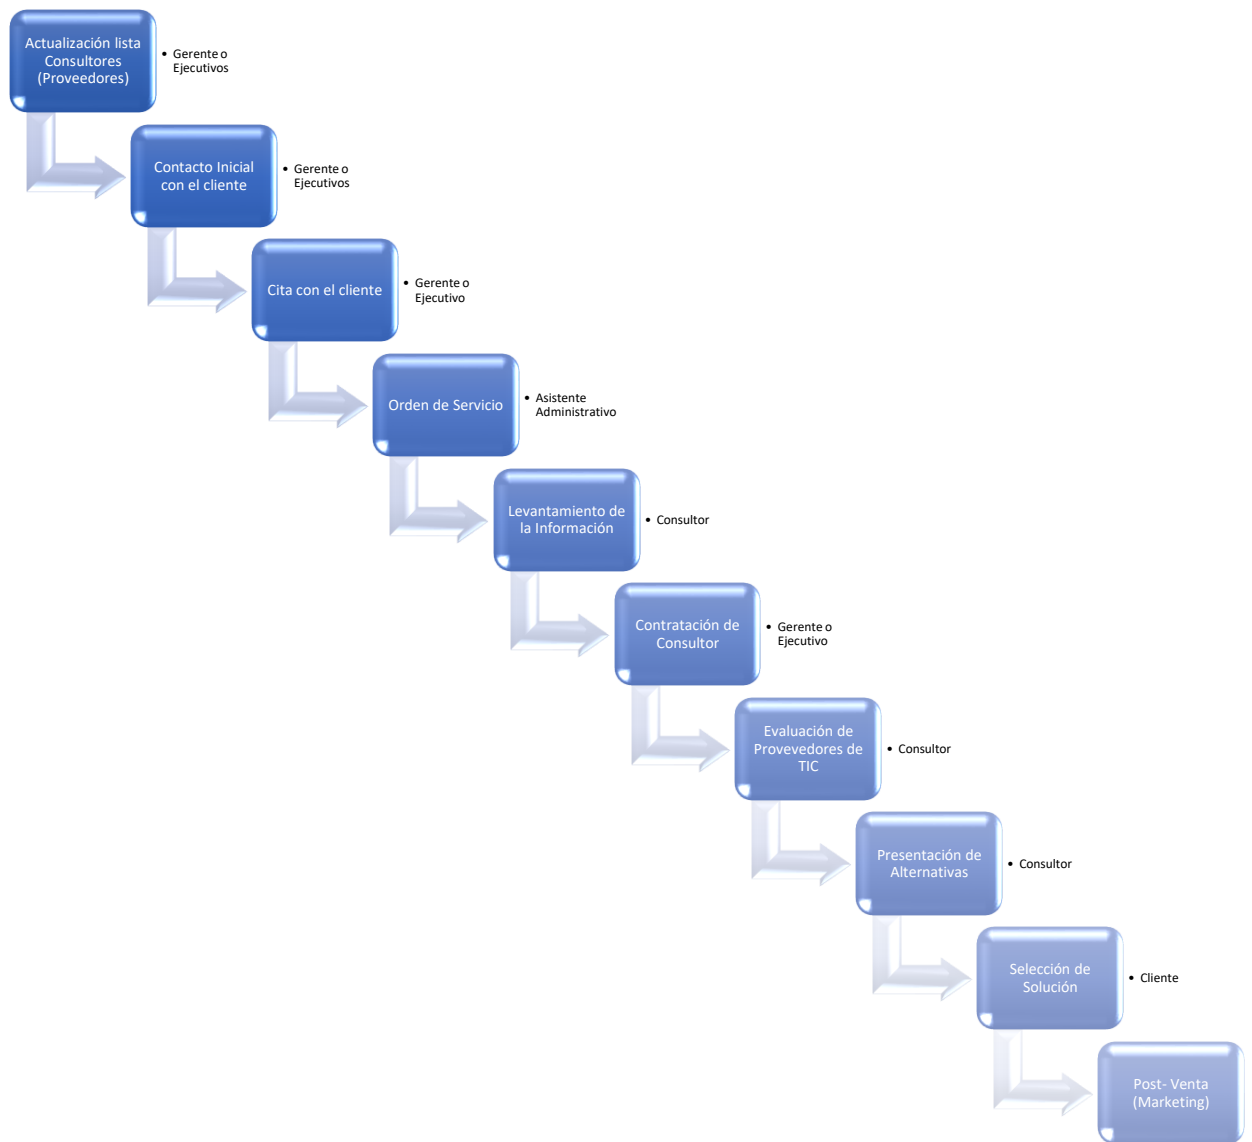 Actualización lista
Consultores
(Proveedores)
• Gerente o
Ejecutivos
Contacto Inicial
con el cliente
• Gerente o
Ejecutivos
Cita con el cliente
• Gerente o
Ejecutivo
Orden de Servicio
• Asistente
Administrativo
Levantamiento de
la Información
• Consultor
Contratación de
Consultor
• Gerente o
Ejecutivo
Evaluación de
Provevedores de
TIC
• Consultor
Presentación de
Alternativas
• Consultor
Selección de
Solución
• Cliente
Post- Venta
(Marketing)